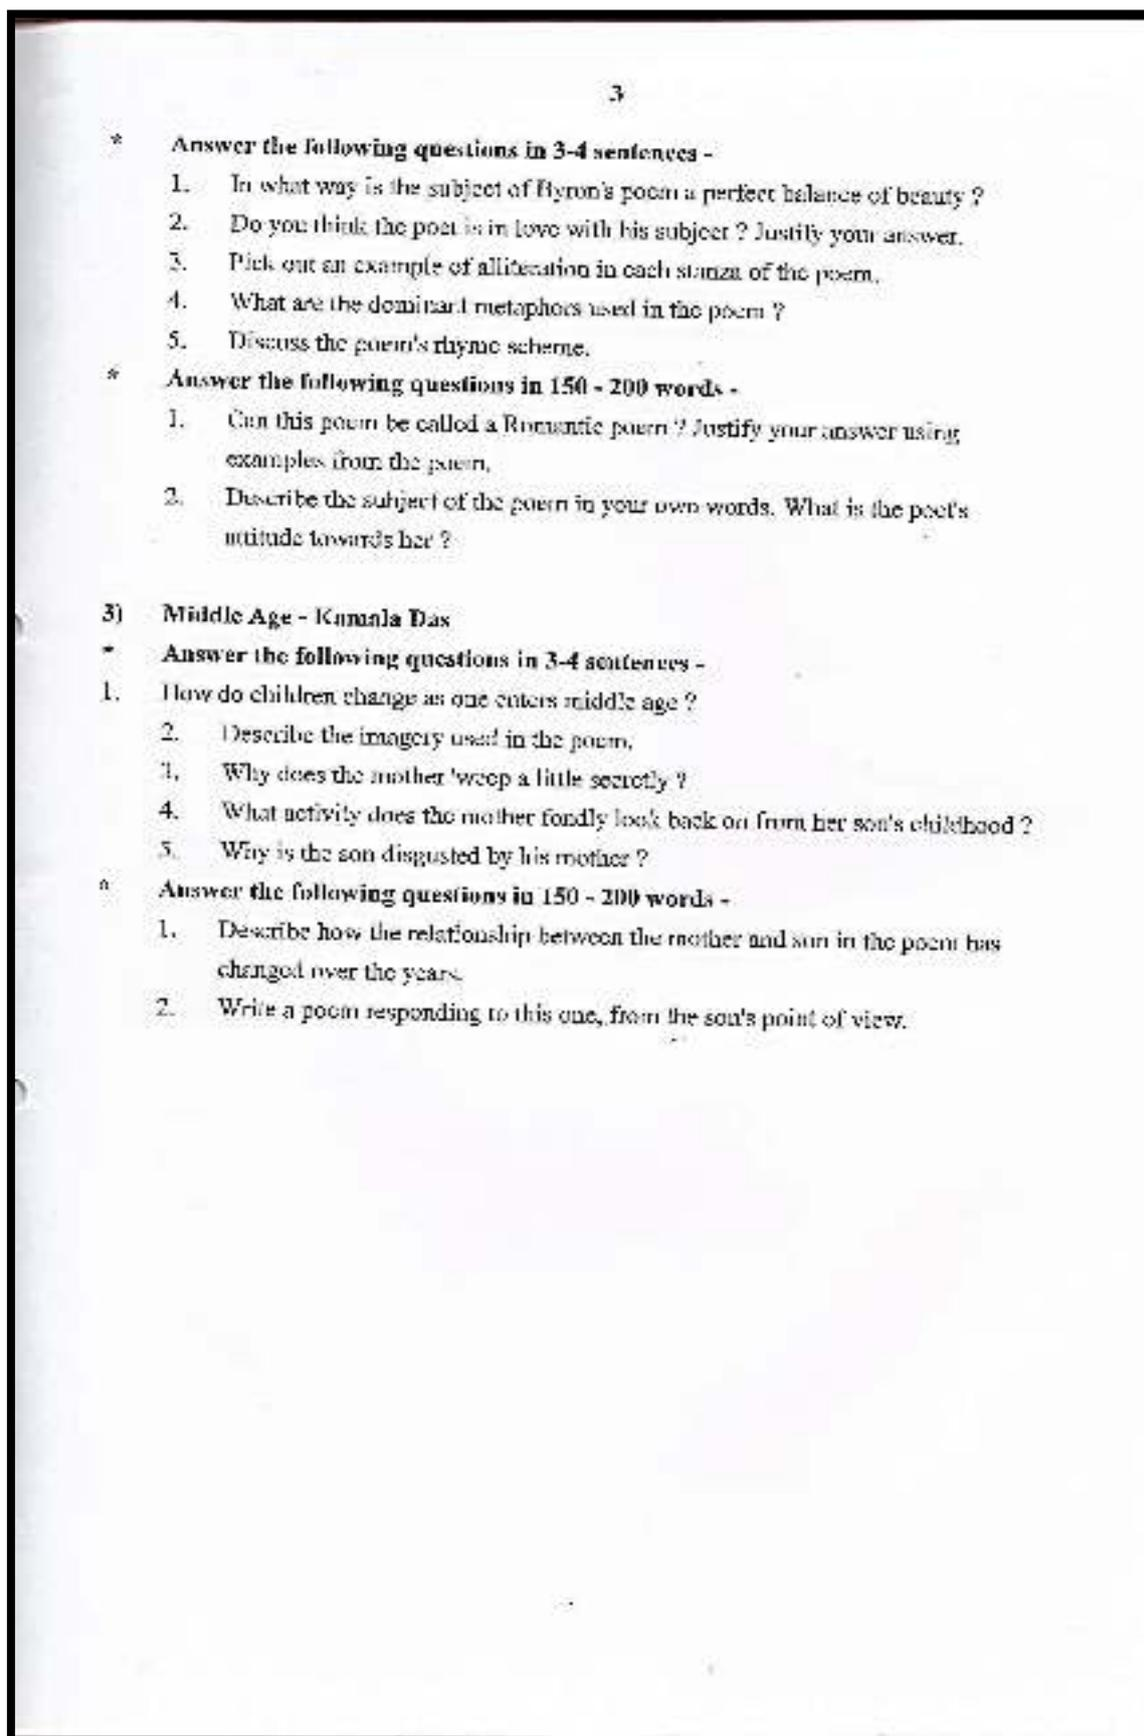 3
* Answer the following questions in 3-4 sentences -
1. In what way is the subject of Byron's poem a perfect balance of beauty ?
2. Do you think the poet is in love with his subject ? Justify your answer.
3. Pick out an example of alliteration in each stanza of the poem.
4. What are the dominant metaphors used in the poem ?
5. Discuss the poem's rhyme scheme.
* Answer the following questions in 150 - 200 words -
1. Can this poem be called a Romantic poem ? Justify your answer using
examples from the poem.
2. Describe the subject of the poem in your own words. What is the poet's
attitude towards her ?
3) Middle Age - Kamala Das
* Answer the following questions in 3-4 sentences -
1. How do children change as one enters middle age ?
2. Describe the imagery used in the poem.
3. Why does the mother 'weep a little secretly ?
4. What activity does the mother fondly look back on from her son's childhood ?
5. Why is the son disgusted by his mother ?
* Answer the following questions in 150 - 200 words -
1. Describe how the relationship between the mother and son in the poem has
changed over the years.
2. Write a poem responding to this one, from the son's point of view.